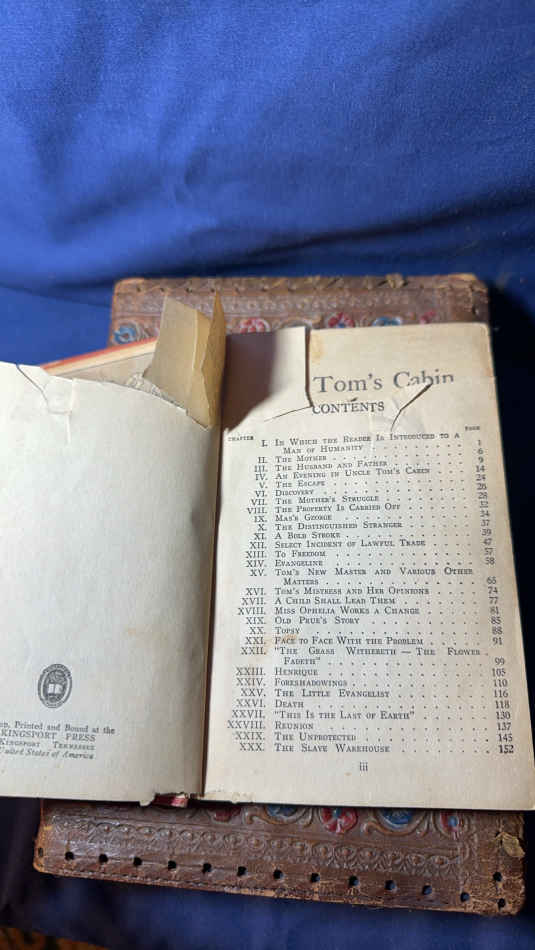 Printed and Bound at the
KINGSPORT PRESS
KINGSPORT TENNESSEE
United States of America
Tom's Cabin
CONTENTS
CHAPTER PAGE
I. IN WHICH THE READER IS INTRODUCED TO A
MAN OF HUMANITY 1
II. THE MOTHER 6
III. THE HUSBAND AND FATHER 9
IV. AN EVENING IN UNCLE TOM'S CABIN 14
V. THE ESCAPE 24
VI. DISCOVERY 26
VII. THE MOTHER'S STRUGGLE 28
VIII. THE PROPERTY IS CARRIED OFF 32
IX. MAS'R GEORGE 34
X. THE DISTINGUISHED STRANGER 37
XI. A BOLD STROKE 39
XII. SELECT INCIDENT OF LAWFUL TRADE 47
XIII. TO FREEDOM 57
XIV. EVANGELINE 58
XV. TOM'S NEW MASTER AND VARIOUS OTHER
MATTERS 65
XVI. TOM'S MISTRESS AND HER OPINIONS 74
XVII. A CHILD SHALL LEAD THEM 77
XVIII. MISS OPHELIA WORKS A CHANGE 81
XIX. OLD PRUE'S STORY 85
XX. TOPSY 88
XXI. FACE TO FACE WITH THE PROBLEM 91
XXII. "THE GRASS WITHERETH — THE FLOWER
FADETH" 99
XXIII. HENRIQUE 105
XXIV. FORESHADOWINGS 110
XXV. THE LITTLE EVANGELIST 116
XXVI. DEATH 118
XXVII. "THIS IS THE LAST OF EARTH" 130
XXVIII. REUNION 137
XXIX. THE UNPROTECTED 145
XXX. THE SLAVE WAREHOUSE 152
iii